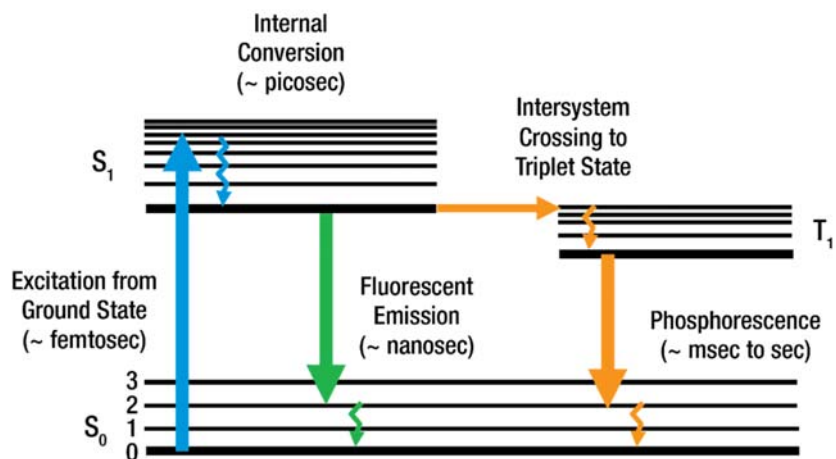 Internal
Conversion
(~ picosec)
Intersystem
Crossing to
Triplet State
S1
T1
Excitation from
Ground State
(~ femtosec)
Fluorescent
Emission
(~ nanosec)
Phosphorescence
(~ msec to sec)
3
2
1
0
S0